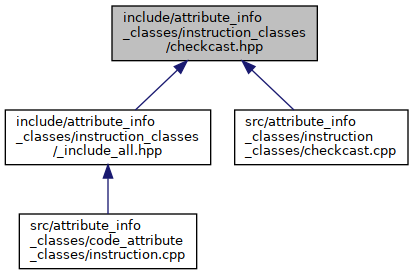 include/attribute_info
_classes/instruction_classes
/checkcast.hpp
include/attribute_info
_classes/instruction_classes
/_include_all.hpp
src/attribute_info
_classes/instruction
_classes/checkcast.cpp
src/attribute_info
_classes/code_attribute
_classes/instruction.cpp